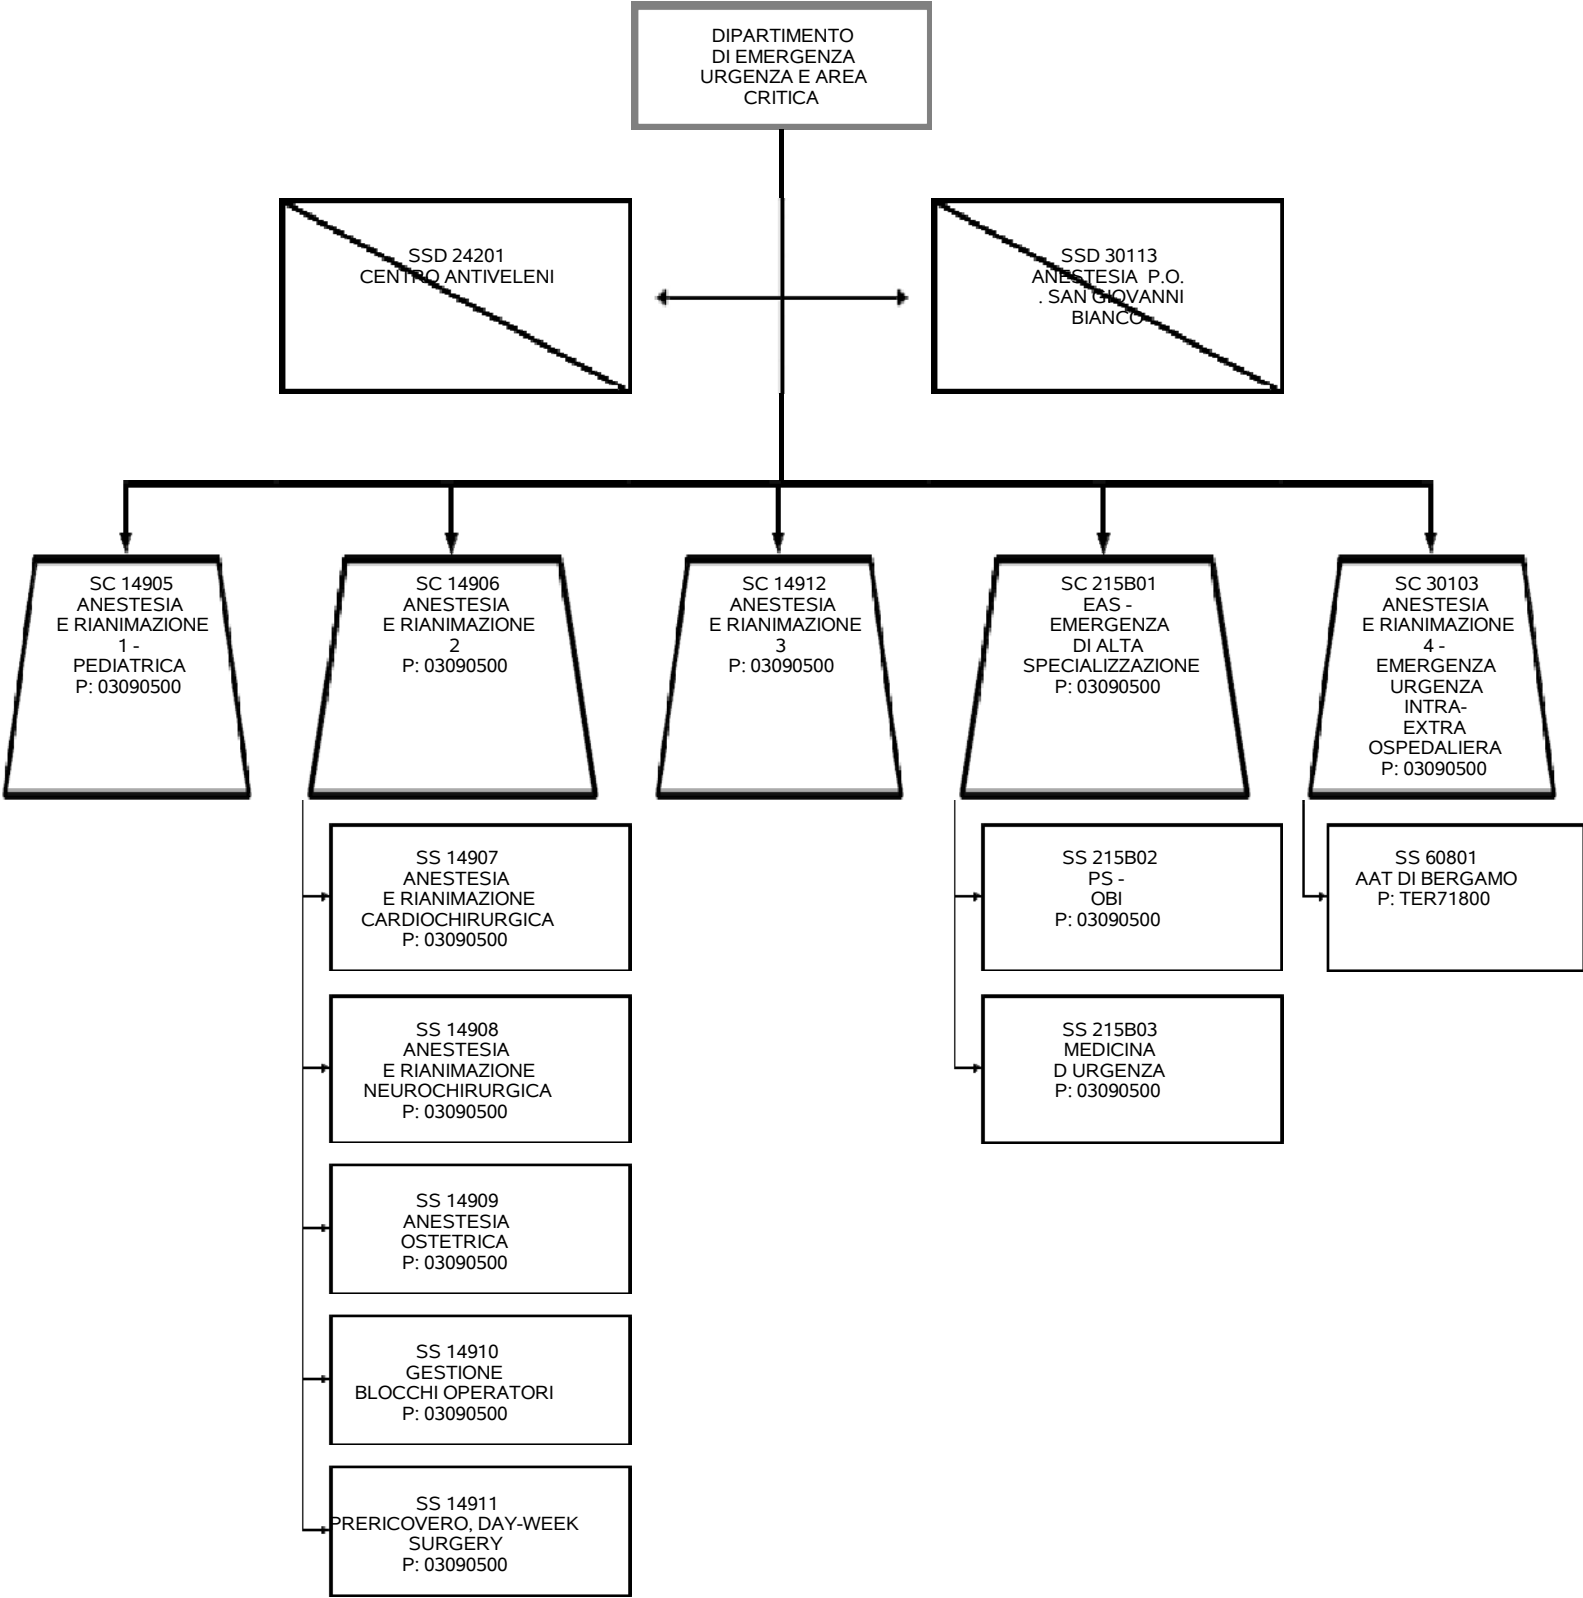 DIPARTIMENTO
DI EMERGENZA
URGENZA E AREA
CRITICA
SSD 24201
CENTRO ANTIVELENI
SSD 30113
ANESTESIA P.O.
. SAN GIOVANNI
BIANCO
SC 14905
ANESTESIA
E RIANIMAZIONE
1 -
PEDIATRICA
P: 03090500
SC 14906
ANESTESIA
E RIANIMAZIONE
2
P: 03090500
SC 14912
ANESTESIA
E RIANIMAZIONE
3
P: 03090500
SC 215B01
EAS -
EMERGENZA
DI ALTA
SPECIALIZZAZIONE
P: 03090500
SC 30103
ANESTESIA
E RIANIMAZIONE
4 -
EMERGENZA
URGENZA
INTRA-
EXTRA
OSPEDALIERA
P: 03090500
SS 14907
ANESTESIA
E RIANIMAZIONE
CARDIOCHIRURGICA
P: 03090500
SS 14908
ANESTESIA
E RIANIMAZIONE
NEUROCHIRURGICA
P: 03090500
SS 14909
ANESTESIA
OSTETRICA
P: 03090500
SS 14910
GESTIONE
BLOCCHI OPERATORI
P: 03090500
SS 14911
PRERICOVERO, DAY-WEEK
SURGERY
P: 03090500
SS 215B02
PS -
OBI
P: 03090500
SS 215B03
MEDICINA
D URGENZA
P: 03090500
SS 60801
AAT DI BERGAMO
P: TER71800